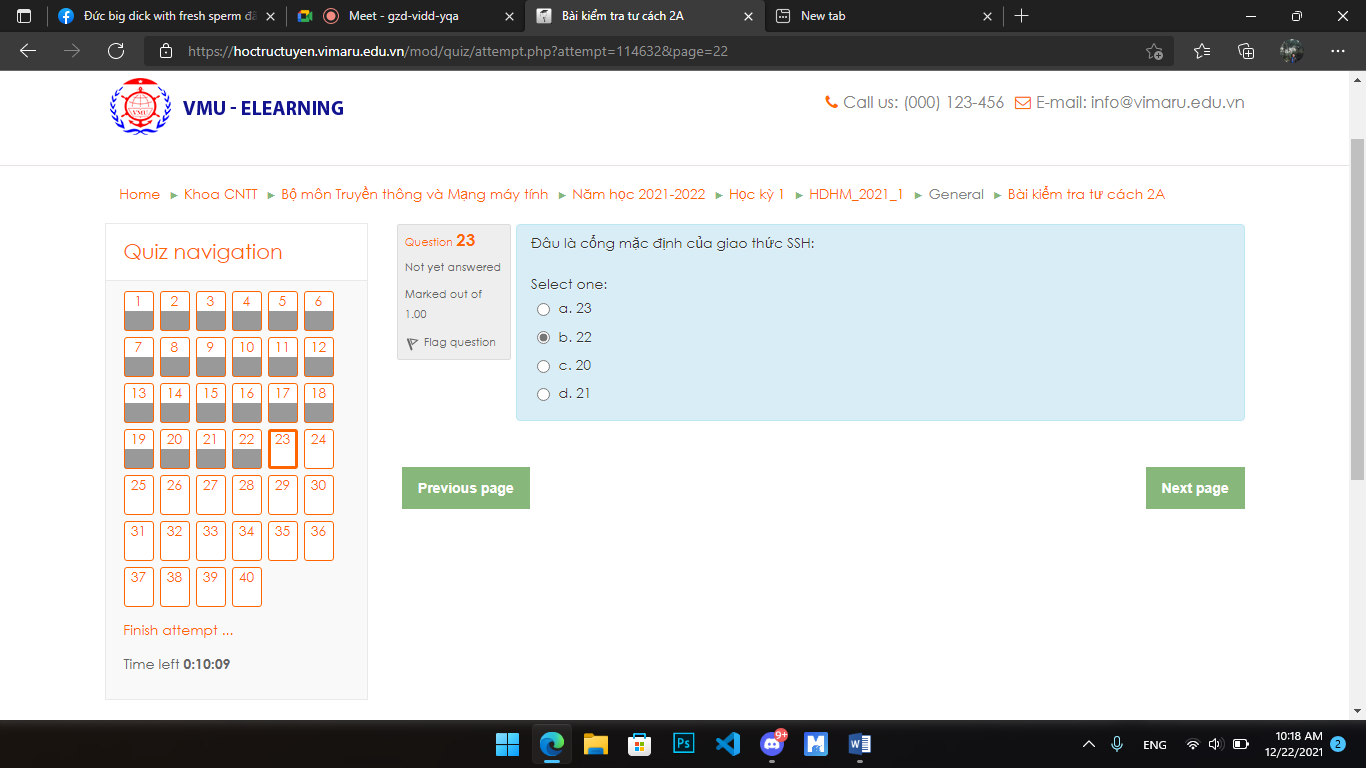 Đức big dick with fresh sperm đã
Meet - gzd-vidd-yqa
Bài kiểm tra tư cách 2A
New tab
https://hoctructuyen.vimaru.edu.vn/mod/quiz/attempt.php?attempt=114632&page=22
VMU
VMU - ELEARNING
Call us: (000) 123-456
E-mail: info@vimaru.edu.vn
Home ► Khoa CNTT ► Bộ môn Truyền thông và Mạng máy tính ► Năm học 2021-2022 ► Học kỳ 1 ► HDHM_2021_1 ► General ► Bài kiểm tra tư cách 2A
Quiz navigation
1 2 3 4 5 6
7 8 9 10 11 12
13 14 15 16 17 18
19 20 21 22 23 24
25 26 27 28 29 30
31 32 33 34 35 36
37 38 39 40
Finish attempt ...
Time left 0:10:09
Question 23
Not yet answered
Marked out of
1.00
Flag question
Đâu là cổng mặc định của giao thức SSH:
Select one:
a. 23
b. 22
c. 20
d. 21
Previous page
Next page
Ps
9+
W
ENG
10:18 AM
12/22/2021
2